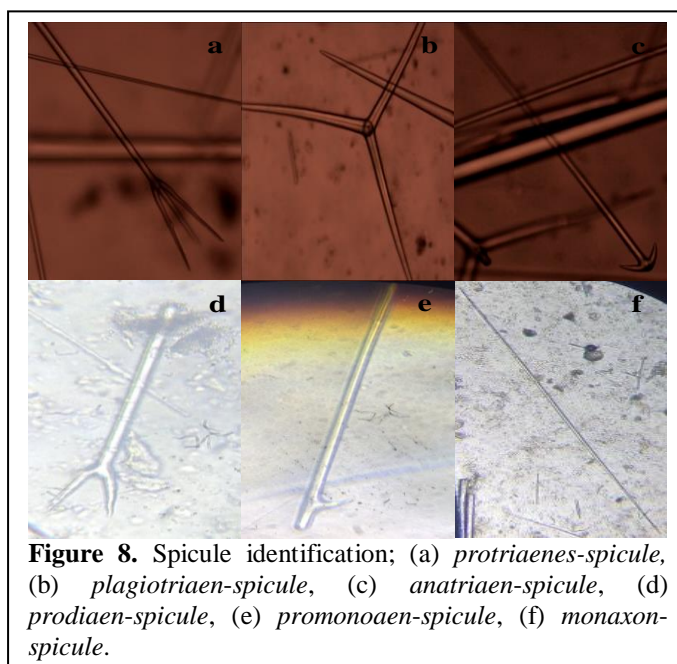 a
b
c
d
e
f
Figure 8. Spicule identification; (a) protriaenes-spicule,
(b) plagiotriaen-spicule, (c) anatriaen-spicule, (d)
prodiaen-spicule, (e) promonoaen-spicule, (f) monaxon-
spicule.